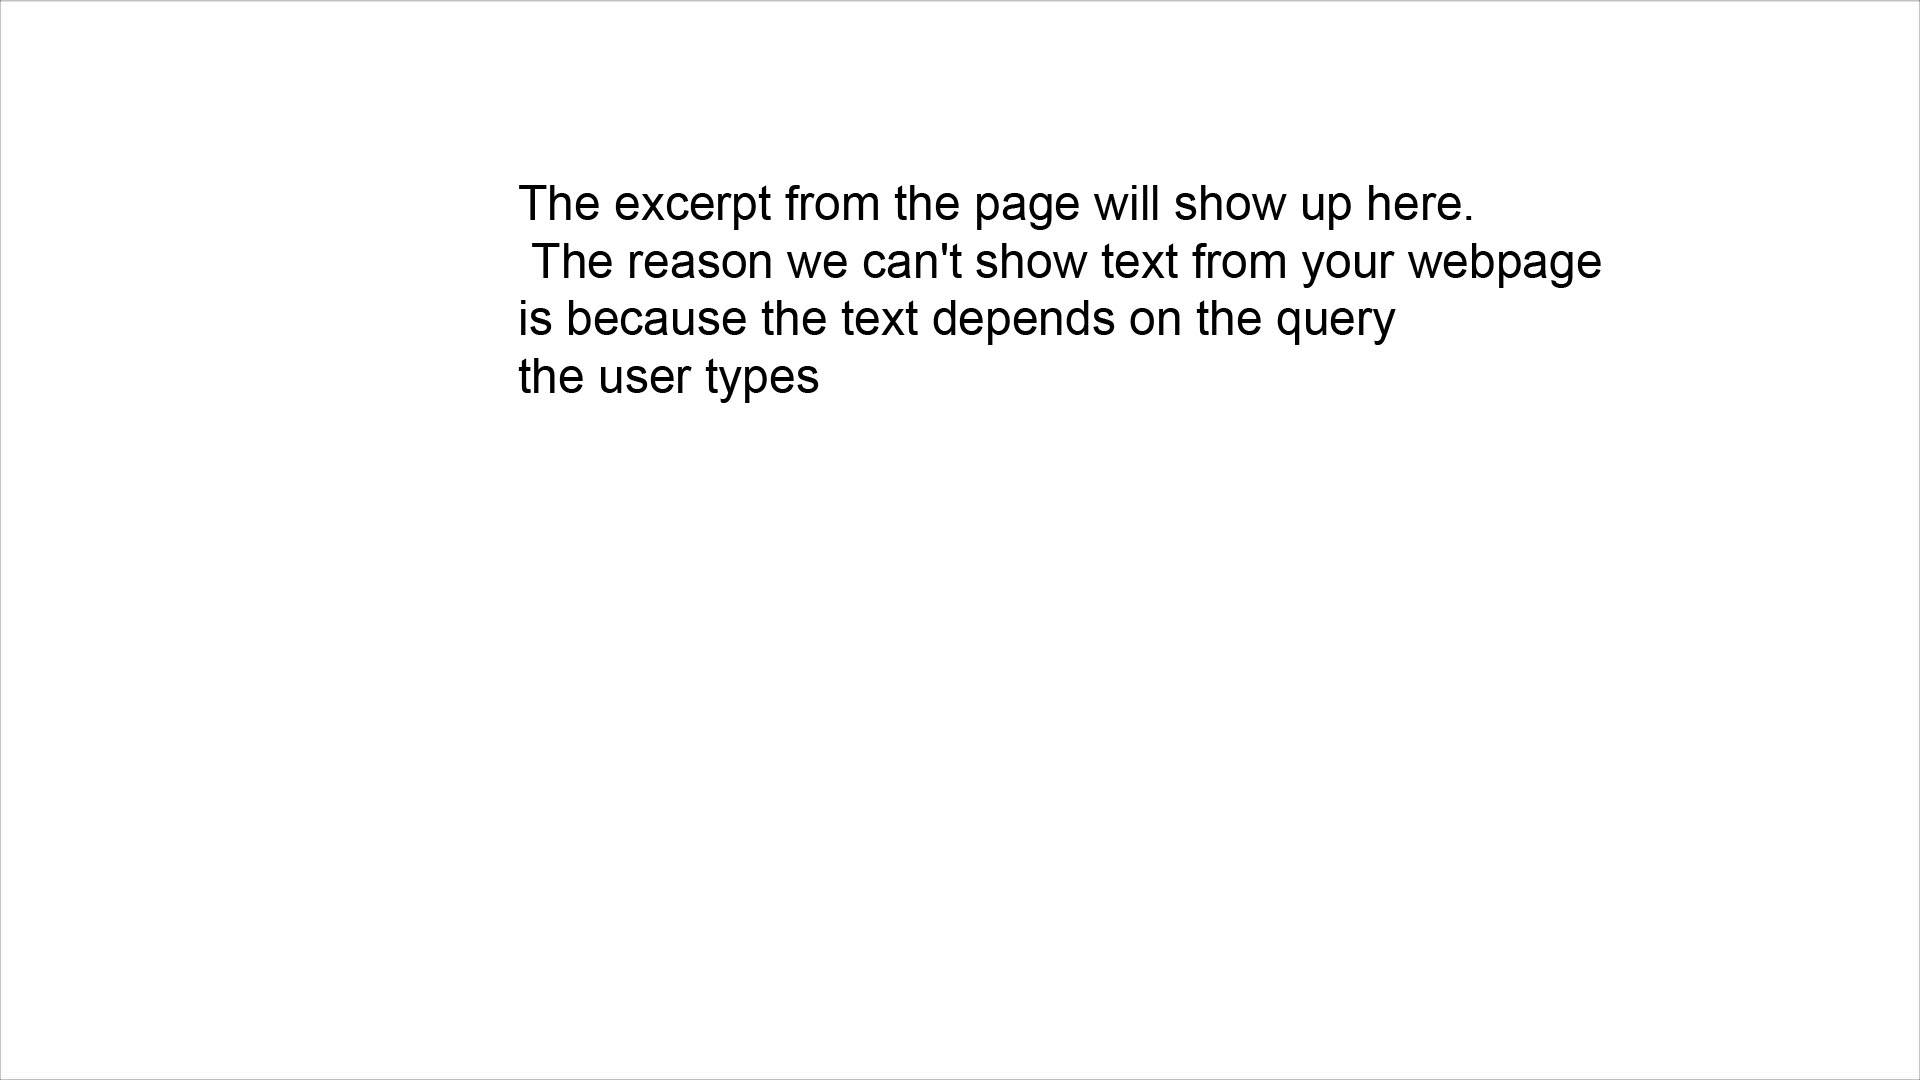 The excerpt from the page will show up here.
The reason we can't show text from your webpage
is because the text depends on the query
the user types